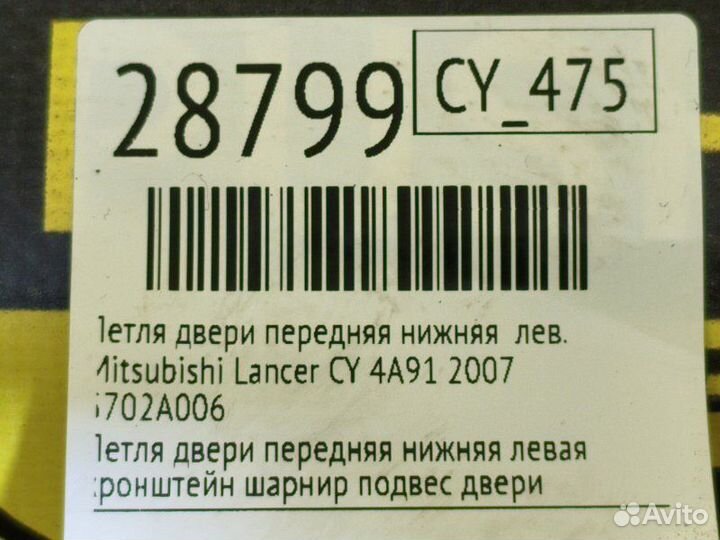 28799
CY_475
Петля двери передняя нижняя лев.
Mitsubishi Lancer CY 4A91 2007
5702A006
Петля двери передняя нижняя левая
кронштейн шарнир подвес двери
Avito